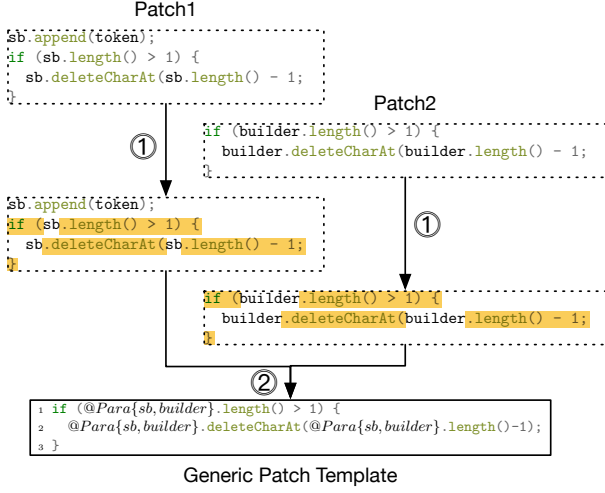 Patch1
sb.append(token);
if (sb.length() > 1) {
sb.deleteCharAt(sb.length() - 1;
}
Patch2
if (builder.length() > 1) {
builder.deleteCharAt(builder.length() - 1;
}
①
sb.append(token);
if (sb.length() > 1) {
sb.deleteCharAt(sb.length() - 1;
}
①
if (builder.length() > 1) {
builder.deleteCharAt(builder.length() - 1;
}
②
1 if (@Para{sb, builder}.length() > 1) {
2 @Para{sb, builder}.deleteCharAt(@Para{sb, builder}.length()-1);
3 }
Generic Patch Template